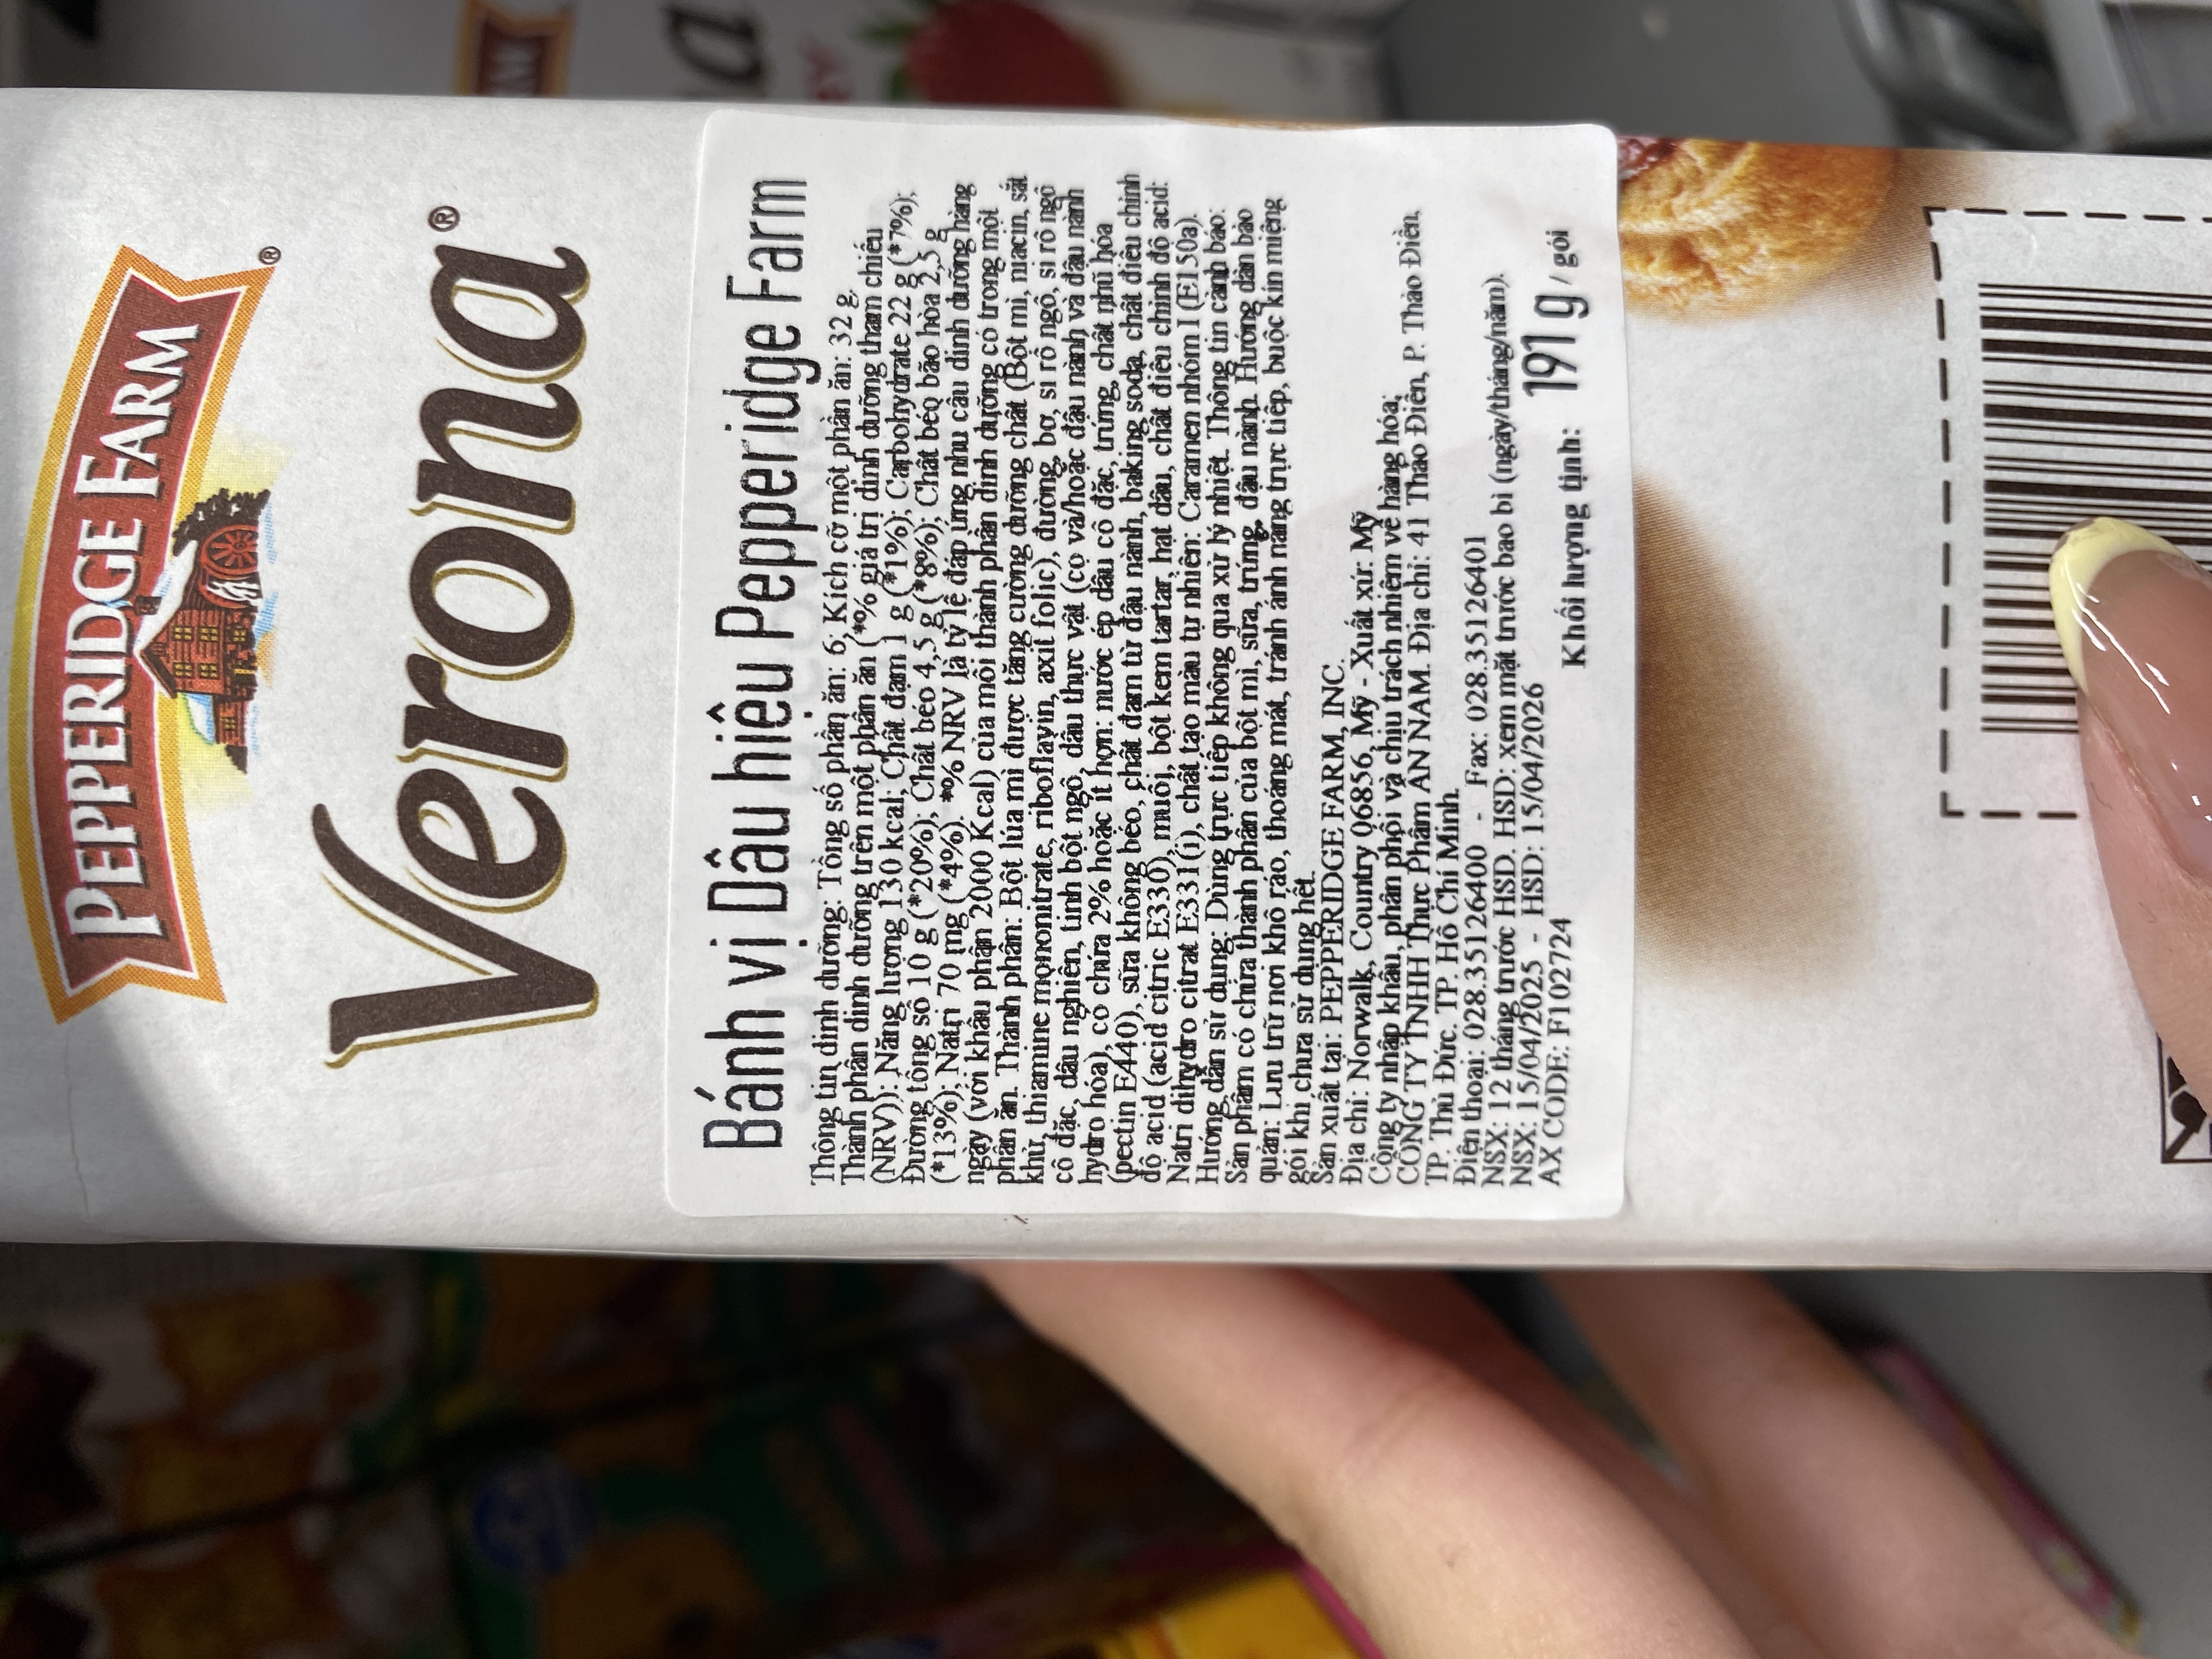 PEPPERIDGE FARM
®
Verona®
Bánh vị Dâu hiệu Pepperidge Farm
Thông tin dinh dưỡng: Tổng số phần ăn: 6; Kích cỡ một phần ăn: 32 g.
Thành phần dinh dưỡng trên một phần ăn (*% giá trị dinh dưỡng tham chiếu
(NRV)): Năng lượng 130 kcal; Chất đạm 1 g (*1%); Carbohydrate 22 g (*7%);
Đường tổng số 10 g (*20%); Chất béo 4,5 g (*8%); Chất béo bão hòa 2,5 g
(*13%); Natri 70 mg (*4%). *% NRV là tỷ lệ đáp ứng nhu cầu dinh dưỡng hàng
ngày (với khẩu phần 2000 Kcal) của mỗi thành phần dinh dưỡng có trong một
phần ăn. Thành phần: Bột lúa mì được tăng cường dưỡng chất (Bột mì, niacin, sắt
khử, thiamine mononitrate, riboflavin, axit folic), đường, bơ, si rô ngô, si rô ngô
cô đặc, dâu nghiền, tinh bột ngô, dầu thực vật (cọ và/hoặc đậu nành và đậu nành
hydro hóa), có chứa 2% hoặc ít hơn: nước ép dâu cô đặc, trứng, chất nhũ hóa
(pectin E440), sữa không béo, chất đạm từ đậu nành, baking soda, chất điều chỉnh
độ acid (acid citric E330), muối, bột kem tartar, hạt dâu, chất điều chỉnh độ acid:
Natri dihydro citrat E331(i), chất tạo màu tự nhiên: Caramen nhóm I (E150a).
Hướng dẫn sử dụng: Dùng trực tiếp không qua xử lý nhiệt. Thông tin cảnh báo:
Sản phẩm có chứa thành phần của bột mì, sữa, trứng, đậu nành. Hướng dẫn bảo
quản: Lưu trữ nơi khô ráo, thoáng mát, tránh ánh nắng trực tiếp, buộc kín miệng
gói khi chưa sử dụng hết.
Sản xuất tại: PEPPERIDGE FARM, INC.
Địa chỉ: Norwalk, Country 06856, Mỹ - Xuất xứ: Mỹ
Công ty nhập khẩu, phân phối và chịu trách nhiệm về hàng hóa:
CÔNG TY TNHH Thực Phẩm ÂN NAM. Địa chỉ: 41 Thảo Điền, P. Thảo Điền,
TP. Thủ Đức. TP. Hồ Chí Minh.
Điện thoại: 028.35126400 - Fax: 028.35126401
NSX: 12 tháng trước HSD. HSD: xem mặt trước bao bì (ngày/tháng/năm).
NSX: 15/04/2025 - HSD: 15/04/2026
AX CODE: F102724
Khối lượng tịnh: 191 g / gói